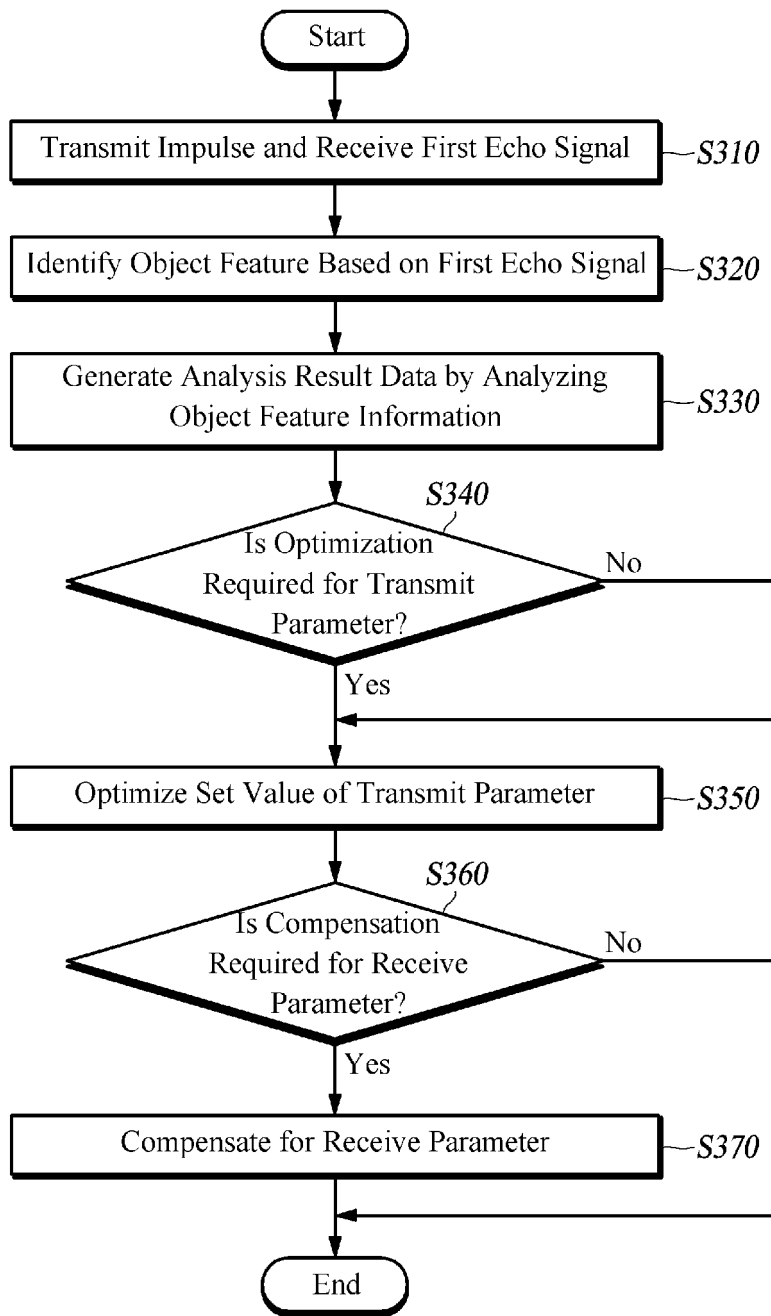 Start
Transmit Impulse and Receive First Echo Signal
S310
Identify Object Feature Based on First Echo Signal
S320
Generate Analysis Result Data by Analyzing
Object Feature Information
S330
S340
Is Optimization
Required for Transmit
Parameter?
No
Yes
Optimize Set Value of Transmit Parameter
S350
S360
Is Compensation
Required for Receive
Parameter?
No
Yes
Compensate for Receive Parameter
S370
End